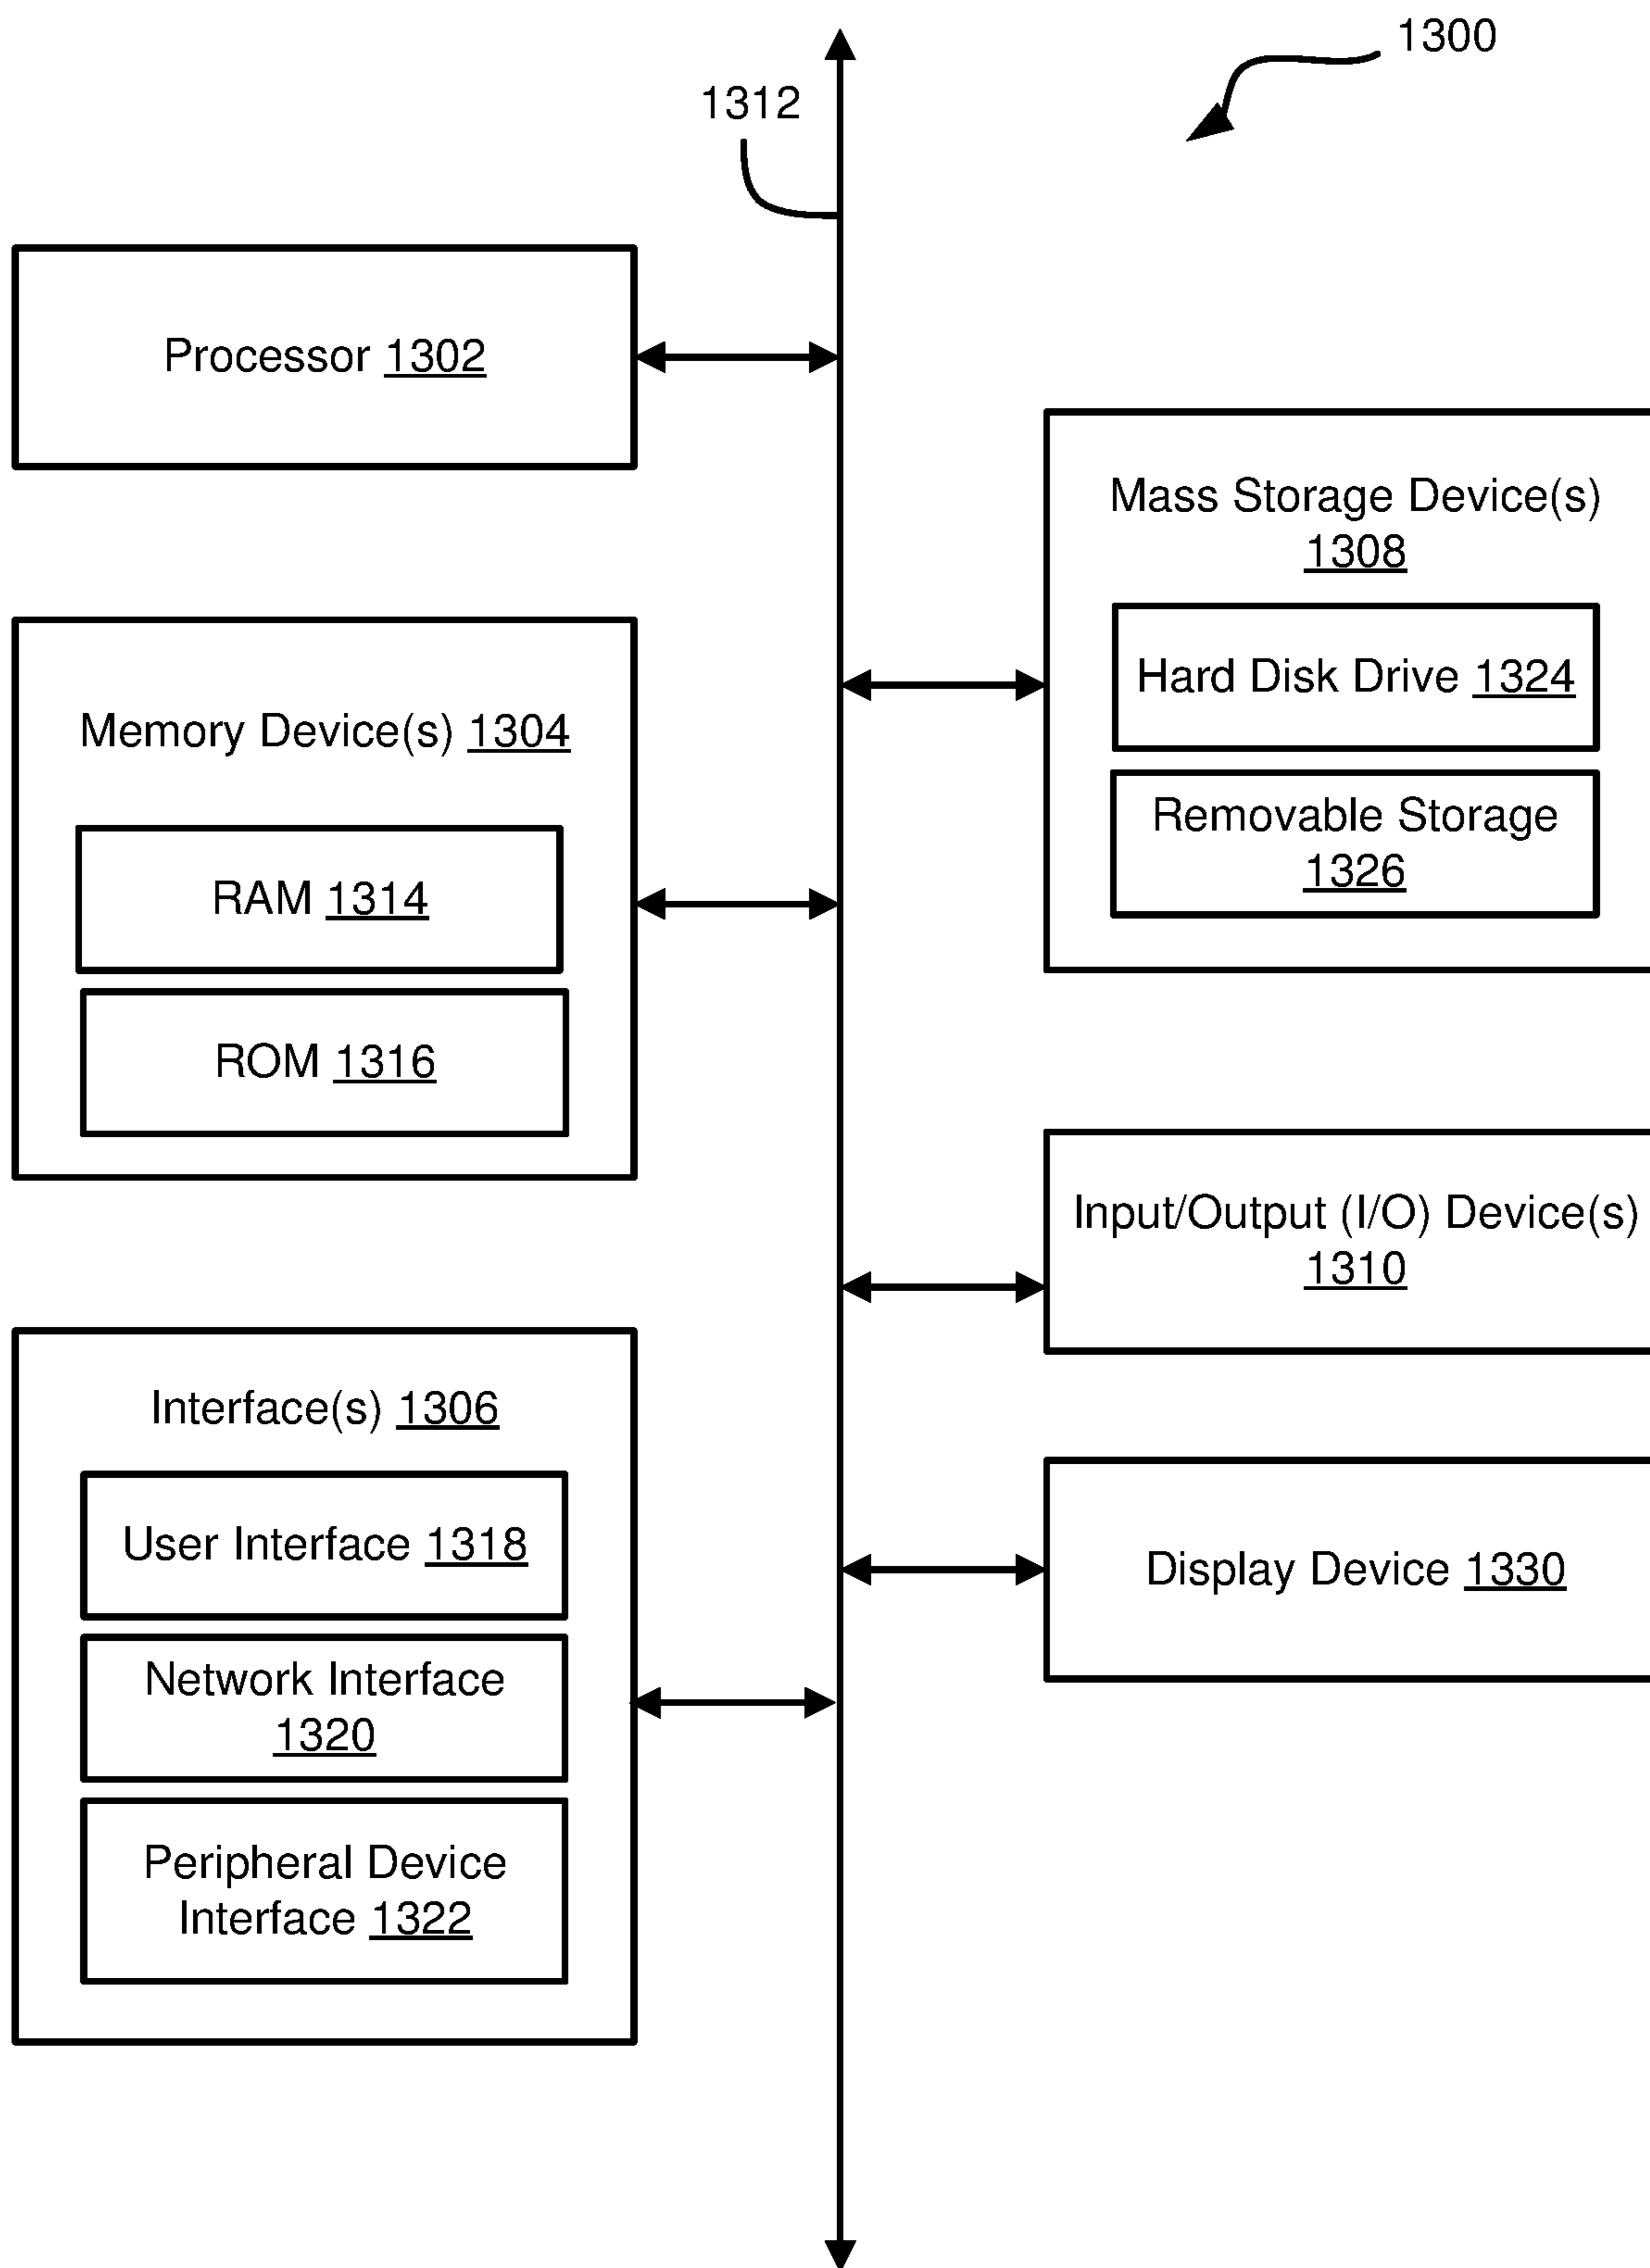 1300
1312
Processor 1302
Mass Storage Device(s)
1308
Hard Disk Drive 1324
Removable Storage
1326
Memory Device(s) 1304
RAM 1314
ROM 1316
Input/Output (I/O) Device(s)
1310
Interface(s) 1306
User Interface 1318
Network Interface
1320
Peripheral Device
Interface 1322
Display Device 1330